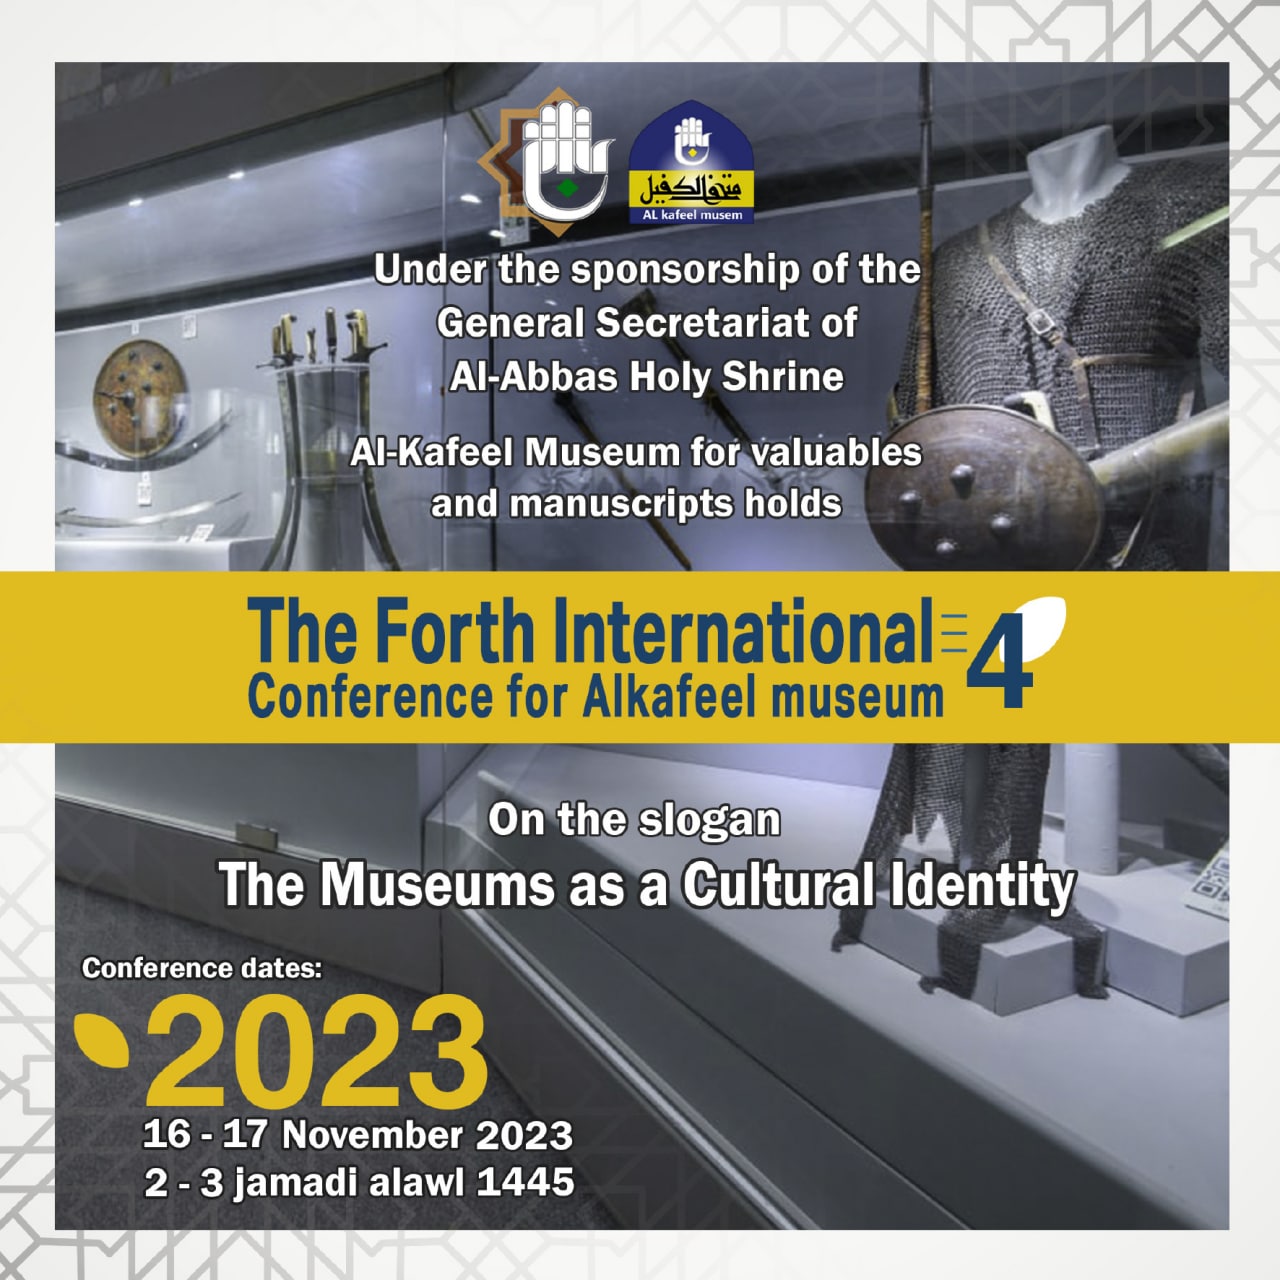 متحف الكفيل
AL kafeel musem
Under the sponsorship of the
General Secretariat of
Al-Abbas Holy Shrine
Al-Kafeel Museum for valuables
and manuscripts holds
The Forth International
Conference for Alkafeel museum
4
On the slogan
The Museums as a Cultural Identity
Conference dates:
2023
16 - 17 November 2023
2 - 3 jamadi alawl 1445